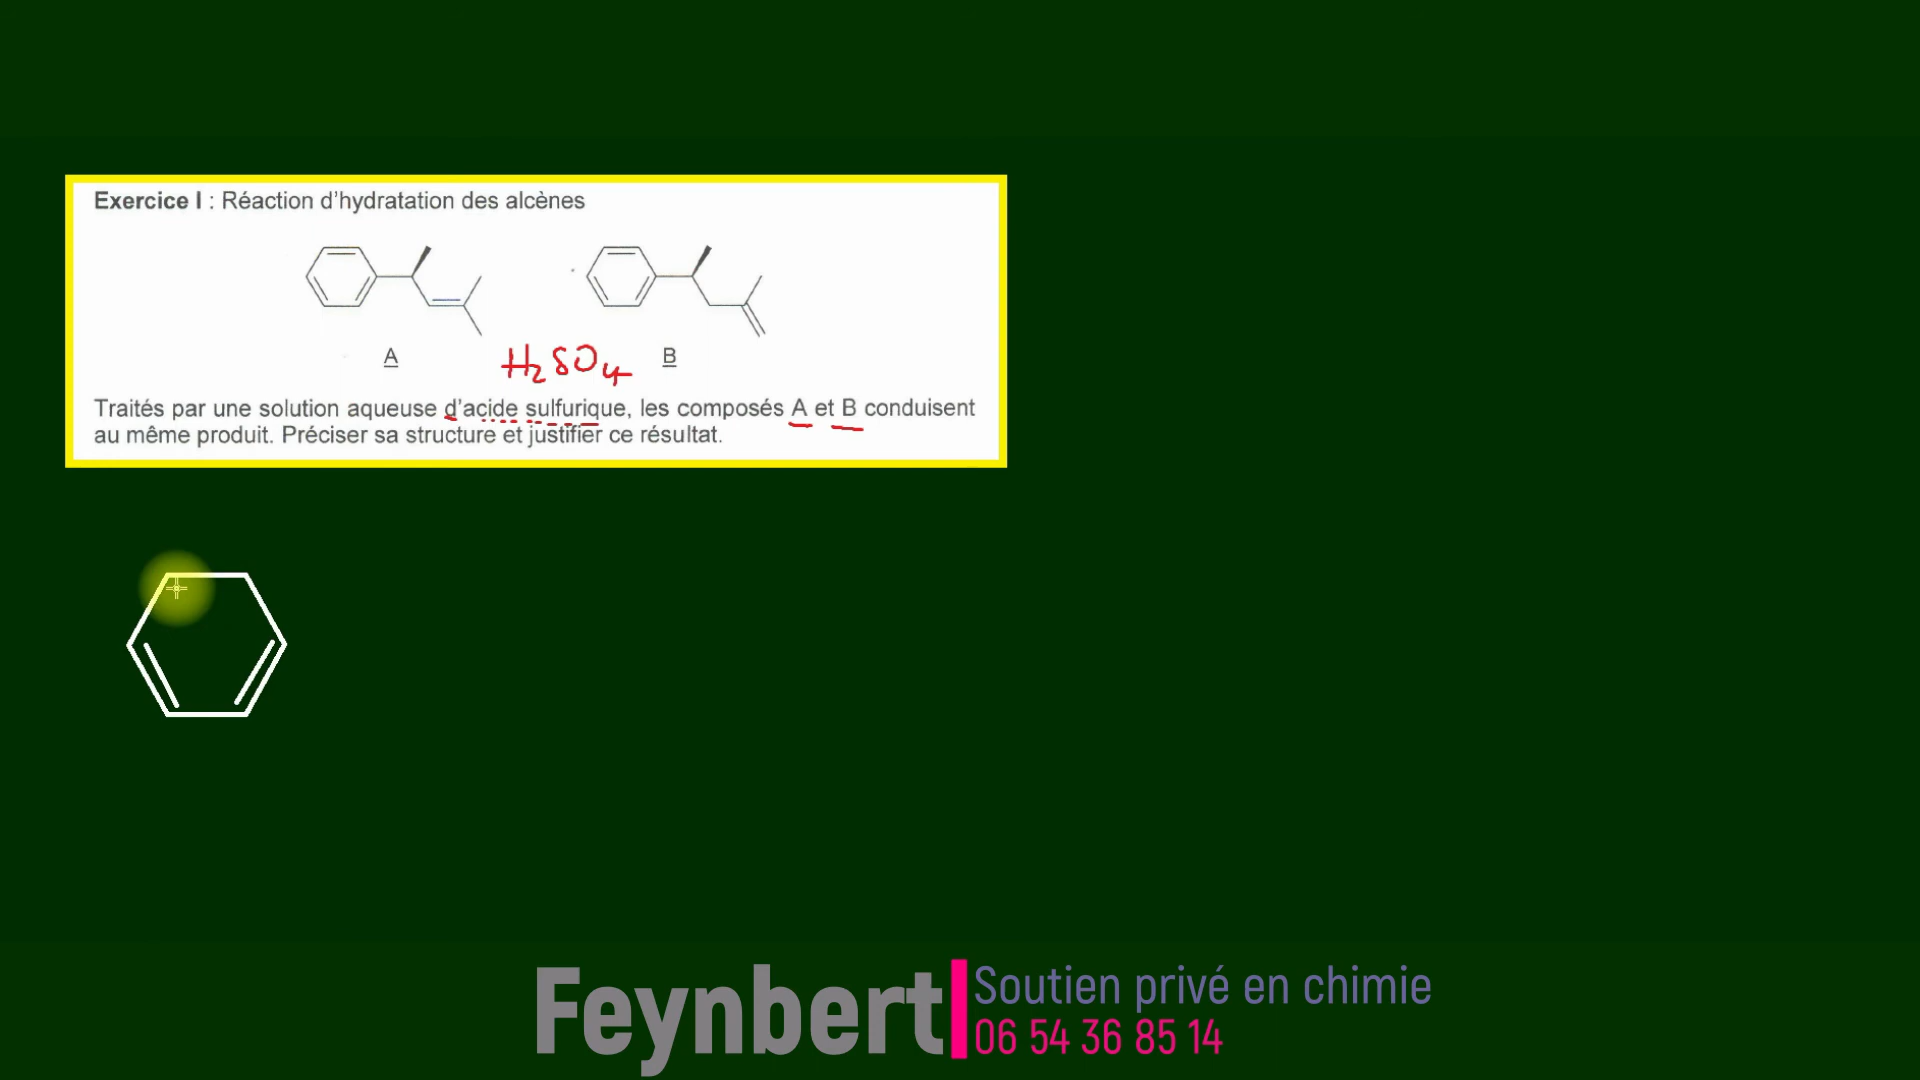 Exercice I : Réaction d'hydratation des alcènes
A
H2SO4
B
Traités par une solution aqueuse d'acide sulfurique, les composés A et B conduisent
au même produit. Préciser sa structure et justifier ce résultat.
Feynbert
Soutien privé en chimie
06 54 36 85 14